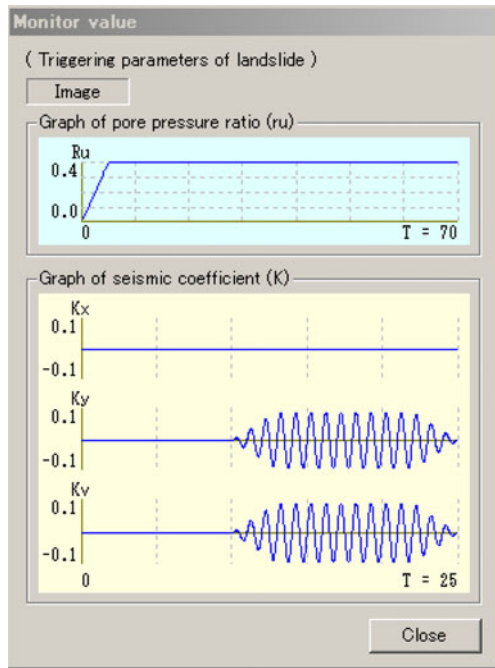 Monitor value
( Triggering parameters of landslide )
Image
Graph of pore pressure ratio (ru)
Ru
0.4
0.0
0 T = 70
Graph of seismic coefficient (K)
Kx
0.1
-0.1
Ky
0.1
-0.1
Kv
0.1
-0.1
0 T = 25
Close